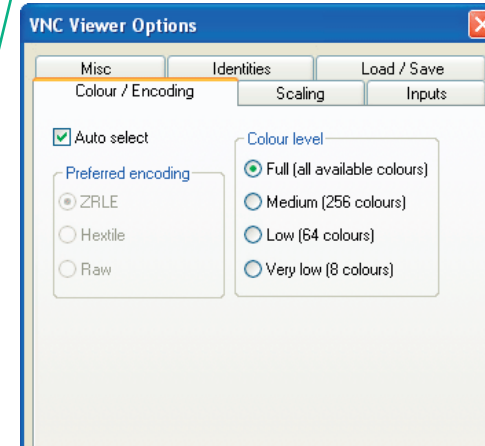 VNC Viewer Options
Misc Identities Load / Save
Colour / Encoding Scaling Inputs
Auto select
Preferred encoding
ZRLE
Hextile
Raw
Colour level
Full (all available colours)
Medium (256 colours)
Low (64 colours)
Very low (8 colours)